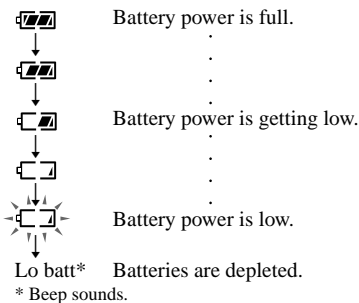 Battery power is full.
Battery power is getting low.
Battery power is low.
Lo batt* Batteries are depleted.
* Beep sounds.